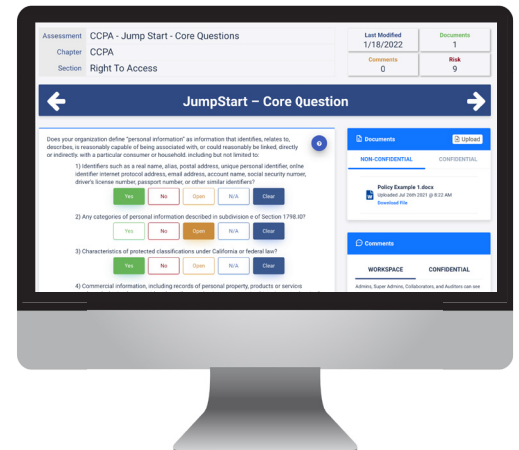 Assessment CCPA - Jump Start - Core Questions
Chapter CCPA
Section Right To Access
Last Modified
1/18/2022
Documents
1
Comments
0
Risk
9
JumpStart – Core Question
Does your organization define "personal information" as information that identifies, relates to,
describes, is reasonably capable of being associated with, or could reasonably be linked, directly
or indirectly, with a particular consumer or household, including but not limited to:
1) Identifiers such as a real name, alias, postal address, unique personal identifier, online
identifier internet protocol address, email address, account name, social security number,
driver's license number, passport number, or other similar identifiers?
Yes No Open N/A Clear
2) Any categories of personal information described in subdivision e of Section 1798.80?
Yes No Open N/A Clear
3) Characteristics of protected classifications under California or federal law?
Yes No Open N/A Clear
4) Commercial information, including records of personal property, products or services
Documents Upload
NON-CONFIDENTIAL CONFIDENTIAL
Policy Example 1.docx
Uploaded Jul 26th 2021 @ 8:22 AM
Download File
Comments
WORKSPACE CONFIDENTIAL
Admins, Super Admins, Collaborators, and Auditors can see